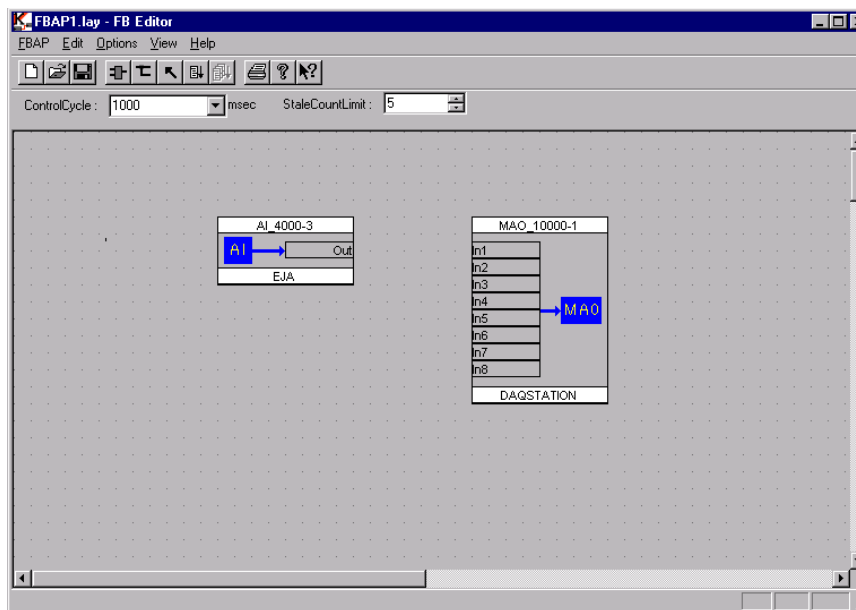 FBAP1.lay - FB Editor
FBAP Edit Options View Help
ControlCycle : 1000 msec StaleCountLimit : 5
AI_4000-3
AI Out
EJA
MAO_10000-1
In1
In2
In3
In4
In5
In6
In7
In8
MAO
DAQSTATION